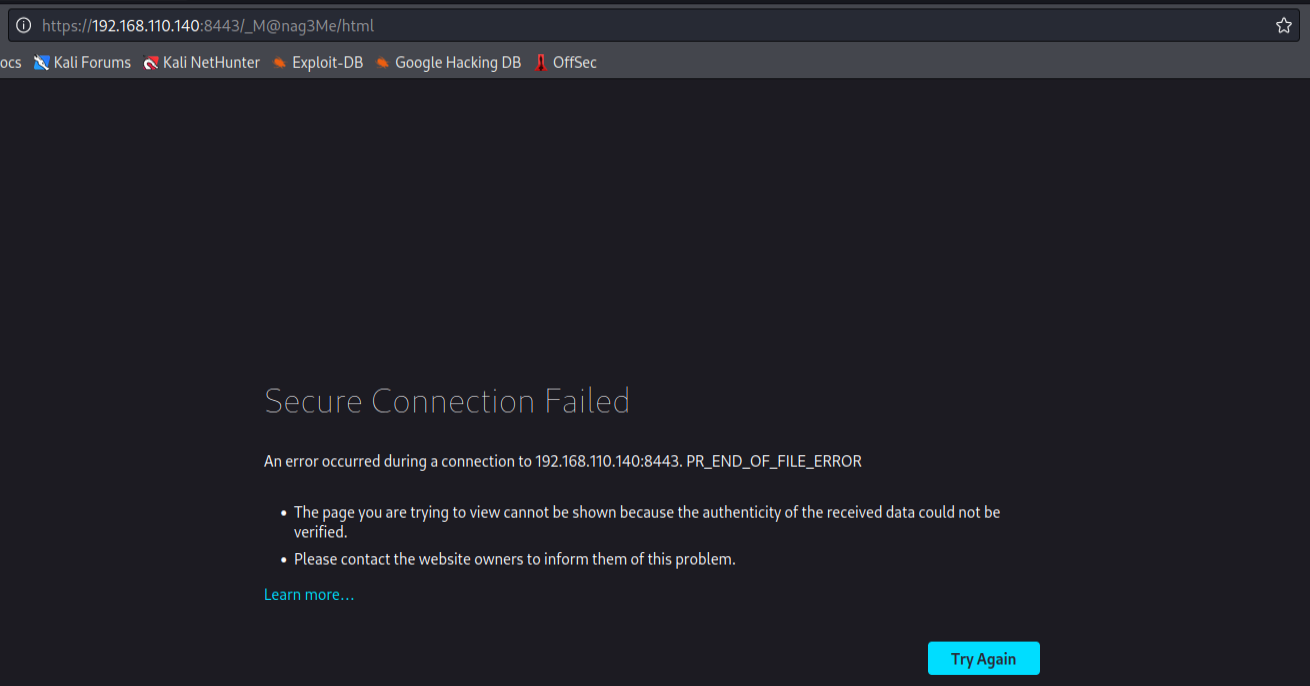 https://192.168.110.140:8443/_M@nag3Me/html
ocs Kali Forums Kali NetHunter Exploit-DB Google Hacking DB OffSec
Secure Connection Failed
An error occurred during a connection to 192.168.110.140:8443. PR_END_OF_FILE_ERROR
The page you are trying to view cannot be shown because the authenticity of the received data could not be
verified.
Please contact the website owners to inform them of this problem.
Learn more…
Try Again